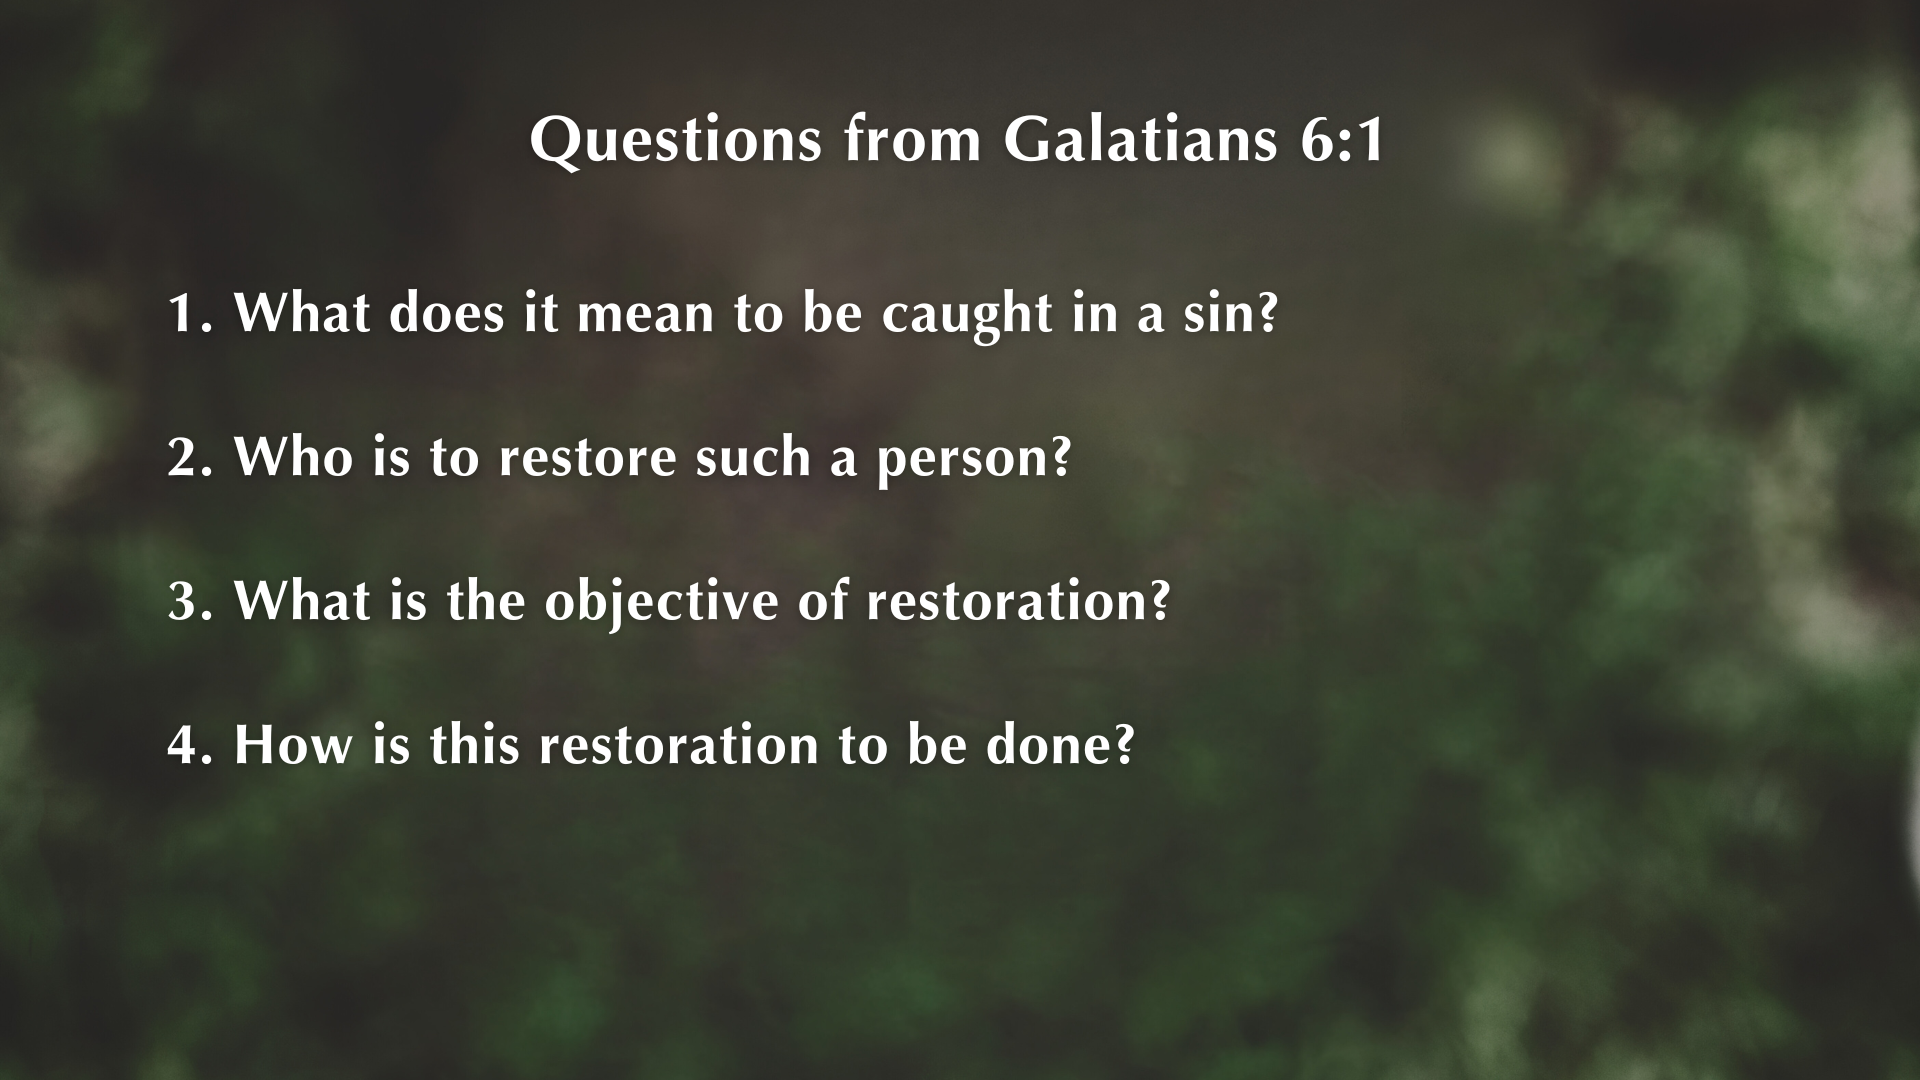 Questions from Galatians 6:1
1. What does it mean to be caught in a sin?
2. Who is to restore such a person?
3. What is the objective of restoration?
4. How is this restoration to be done?